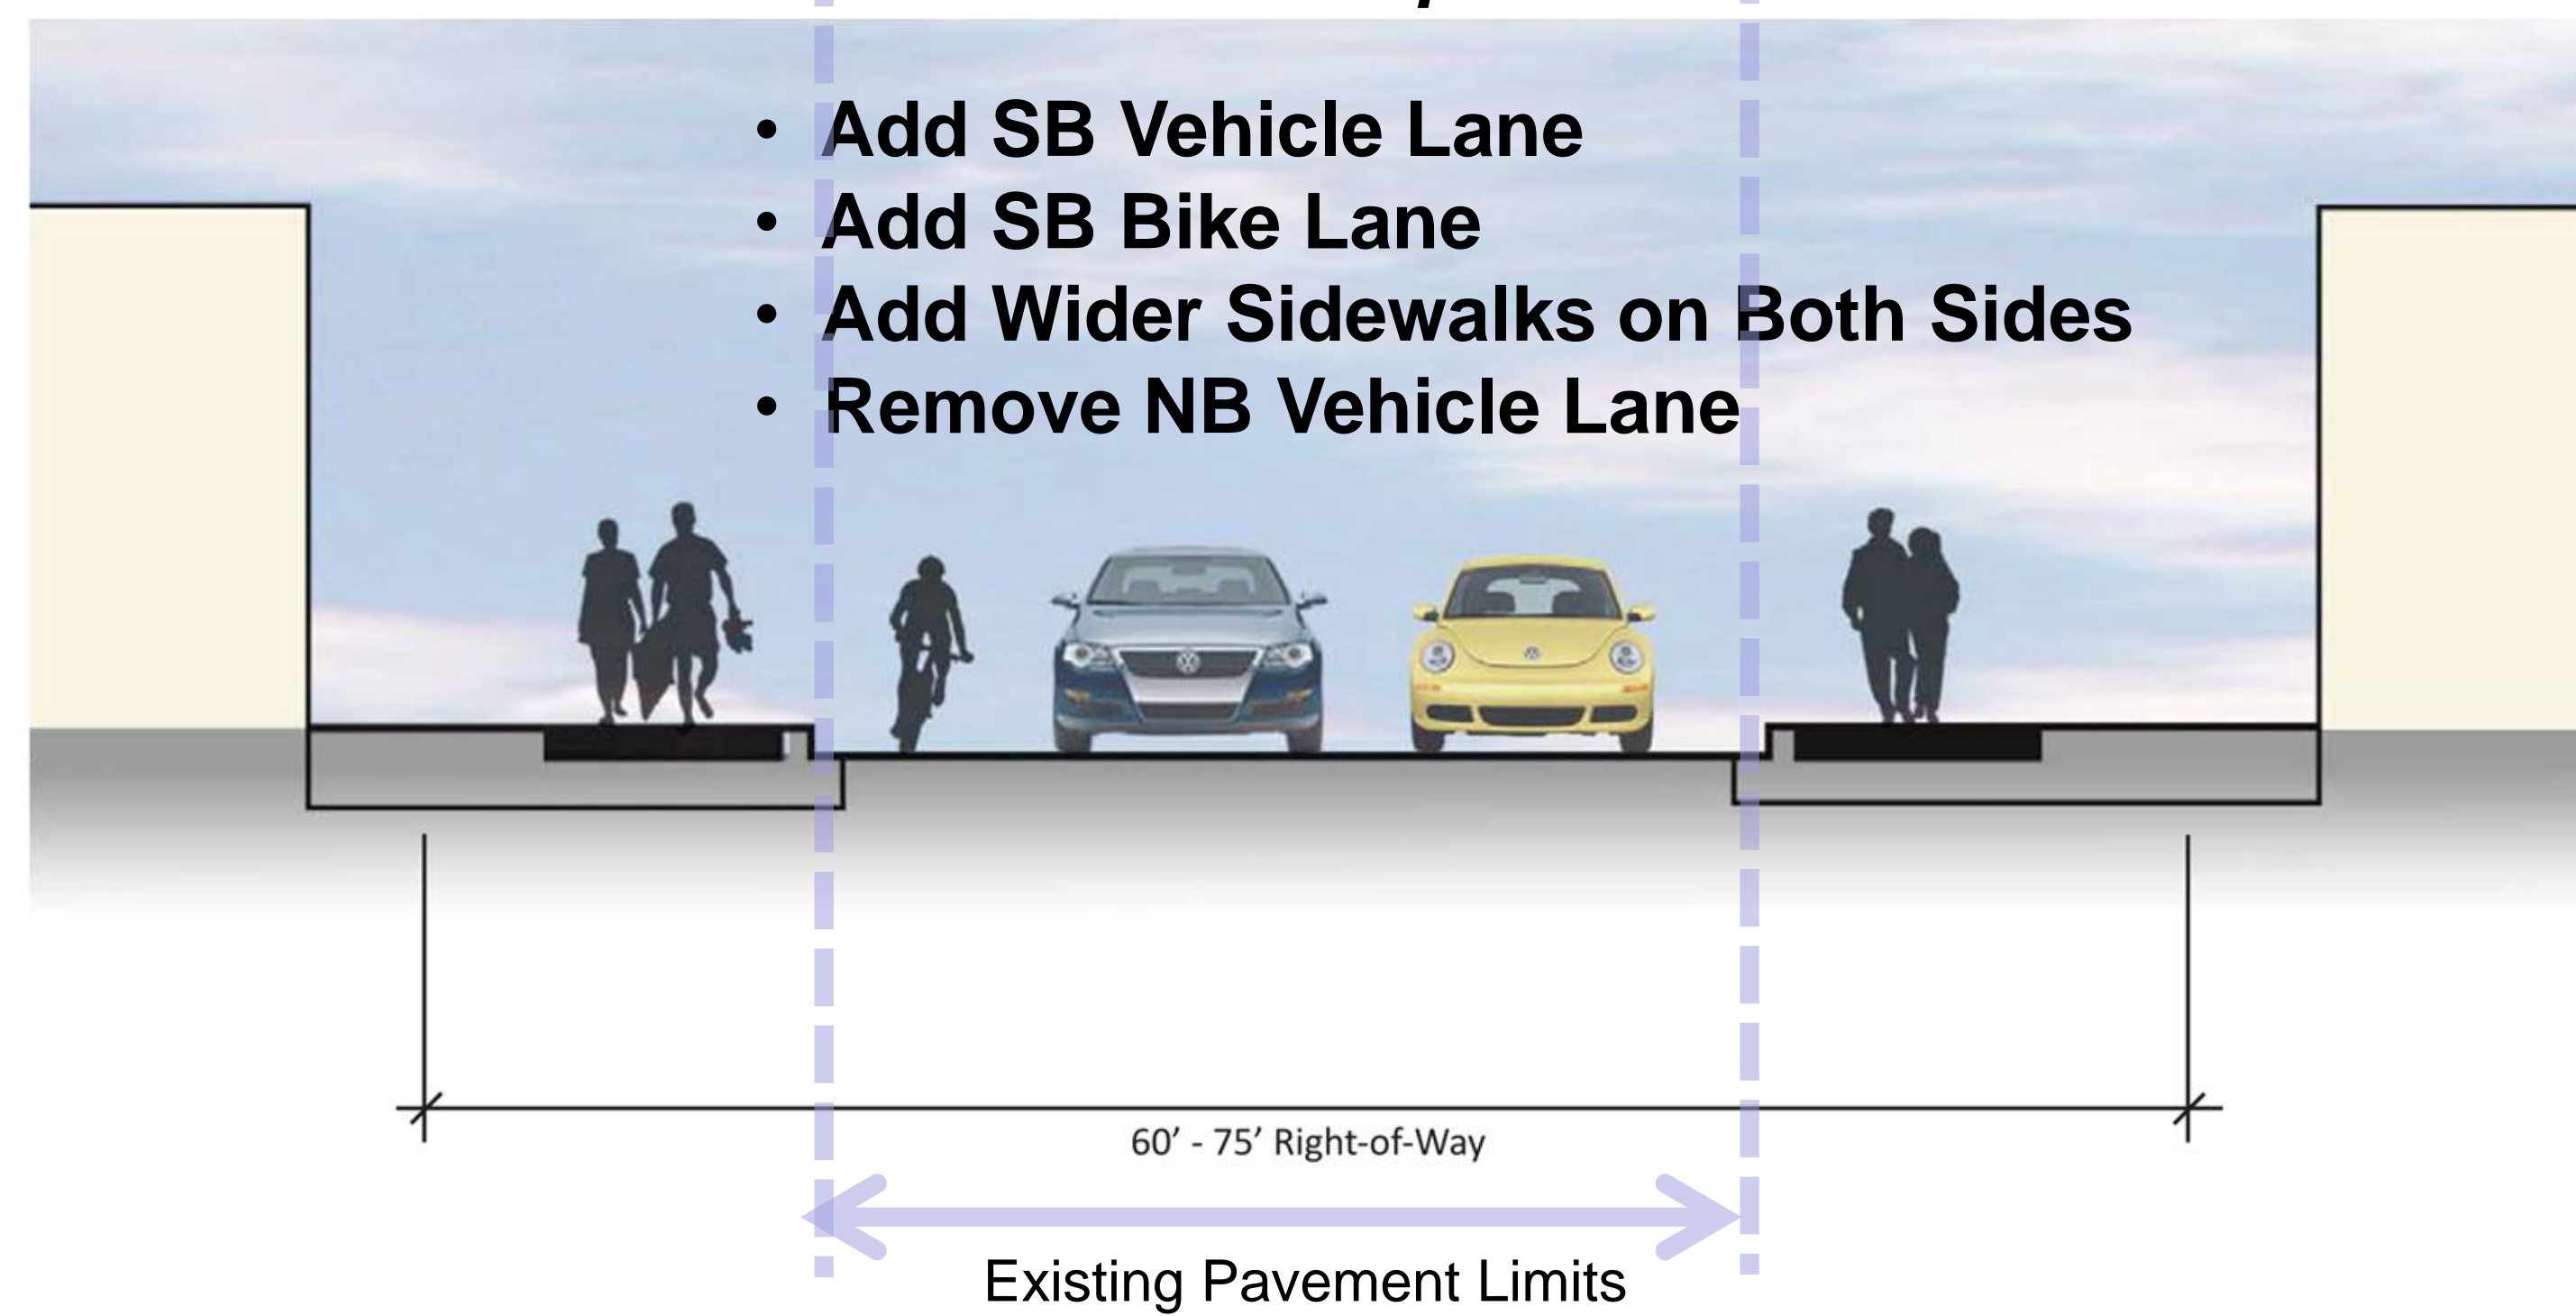 • Add SB Vehicle Lane
• Add SB Bike Lane
• Add Wider Sidewalks on Both Sides
• Remove NB Vehicle Lane
60’ - 75’ Right-of-Way
Existing Pavement Limits